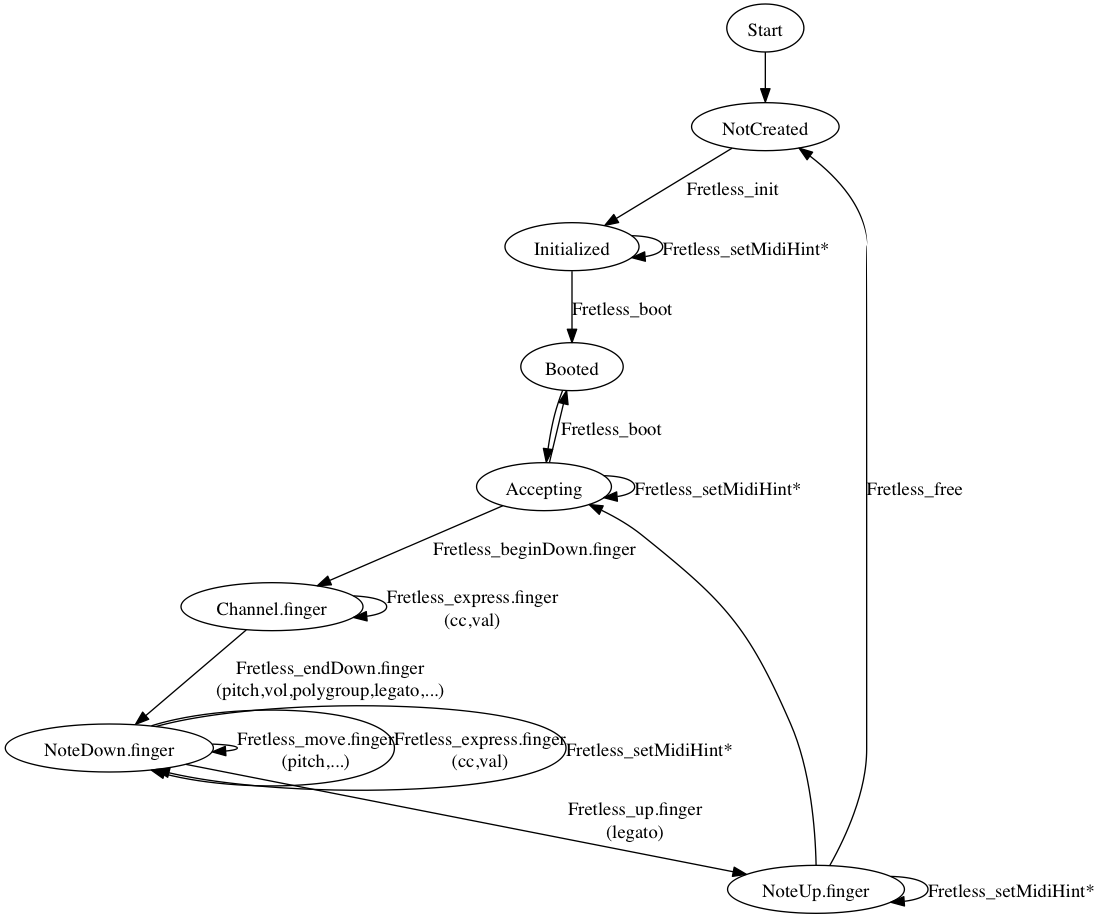 Start
NotCreated
Fretless_init
Initialized
Fretless_setMidiHint*
Fretless_boot
Booted
Fretless_boot
Accepting
Fretless_setMidiHint*
Fretless_free
Fretless_beginDown.finger
Channel.finger
Fretless_express.finger
(cc,val)
Fretless_endDown.finger
(pitch,vol,polygroup,legato,...)
NoteDown.finger
Fretless_move.finger
(pitch,...)
Fretless_express.finger
(cc,val)
Fretless_setMidiHint*
Fretless_up.finger
(legato)
NoteUp.finger
Fretless_setMidiHint*